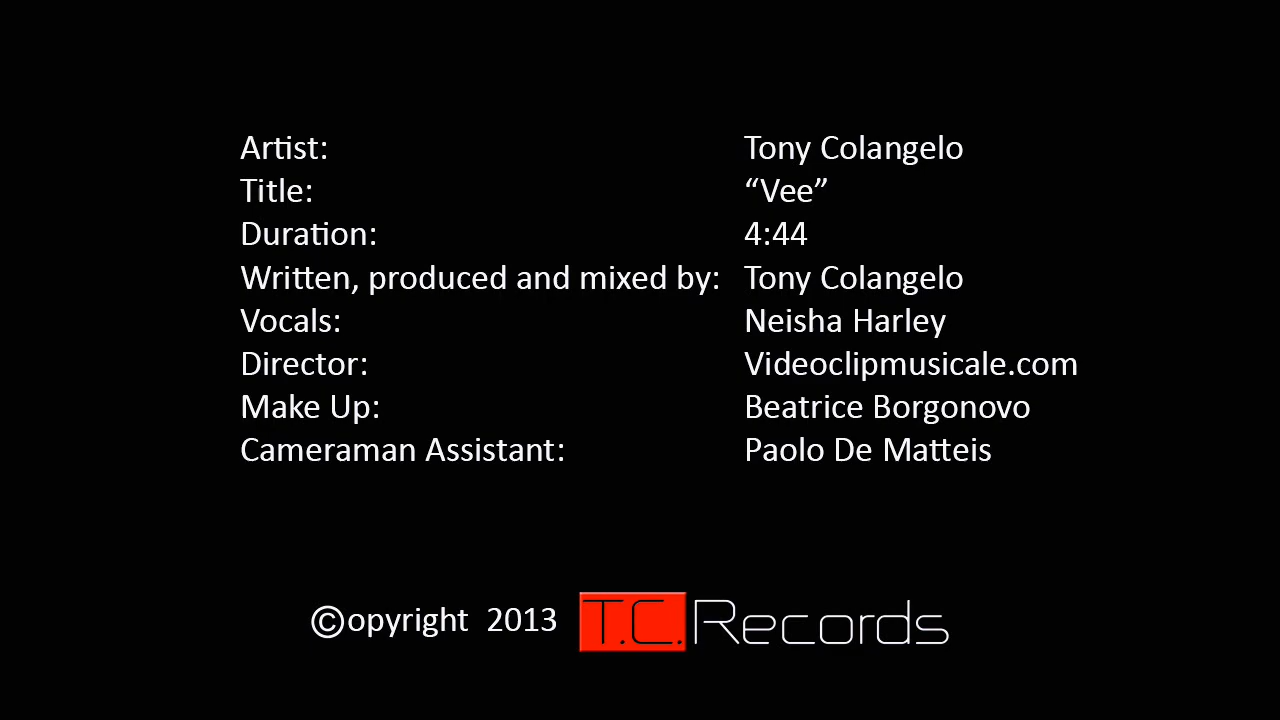 Artist: Tony Colangelo
Title: “Vee”
Duration: 4:44
Written, produced and mixed by: Tony Colangelo
Vocals: Neisha Harley
Director: Videoclipmusicale.com
Make Up: Beatrice Borgonovo
Cameraman Assistant: Paolo De Matteis
©opyright 2013 T.C.Records